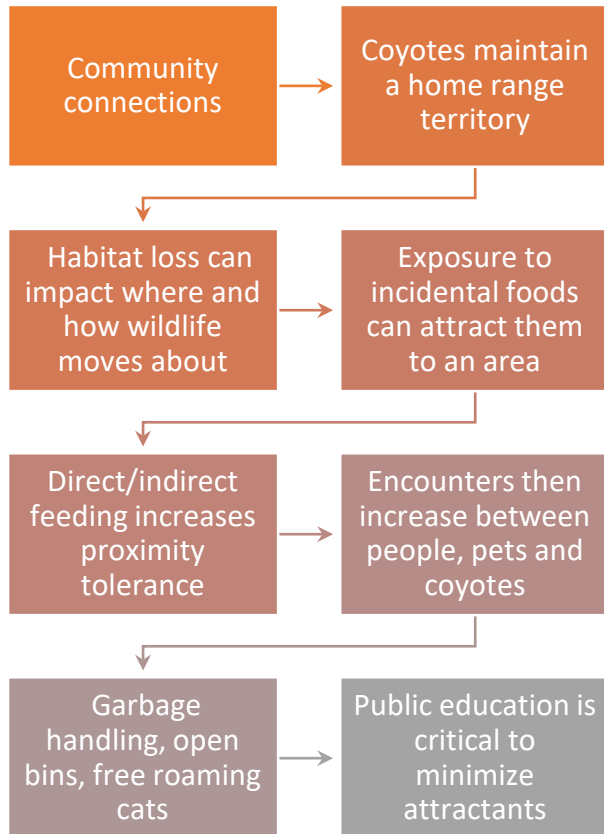 Community
connections
Coyotes maintain
a home range
territory
Habitat loss can
impact where and
how wildlife
moves about
Exposure to
incidental foods
can attract them
to an area
Direct/indirect
feeding increases
proximity
tolerance
Encounters then
increase between
people, pets and
coyotes
Garbage
handling, open
bins, free roaming
cats
Public education is
critical to
minimize
attractants